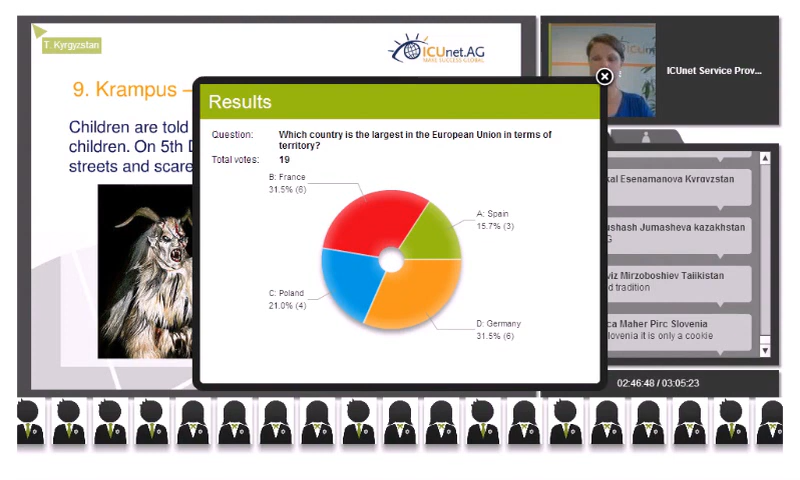 T. Kyrgyzstan
ICUnet.AG
MAKE SUCCESS GLOBAL
9. Krampus –
Children are told
children. On 5th D
streets and scare
Results
Question: Which country is the largest in the European Union in terms of
territory?
Total votes: 19
B: France
31.5% (6)
A: Spain
15.7% (3)
C: Poland
21.0% (4)
D: Germany
31.5% (6)
ICUnet Service Prov...
kal Esenamanova Kyrgyzstan
ushash Jumasheva kazakhstan
G
viz Mirzoboshiev Tajikistan
d tradition
ca Maher Pirc Slovenia
lovenia it is only a cookie
02:46:48 / 03:05:23